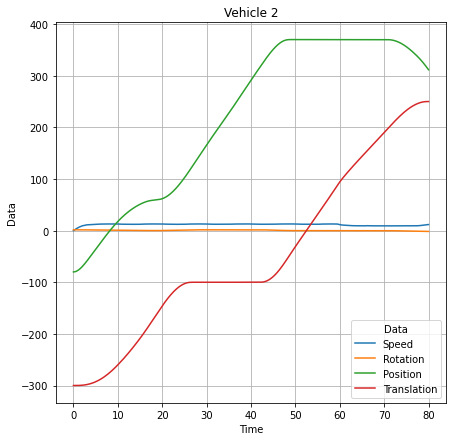 Vehicle 2
400
300
200
100
0
−100
−200
−300
Data
0 10 20 30 40 50 60 70 80
Time
Data
Speed
Rotation
Position
Translation